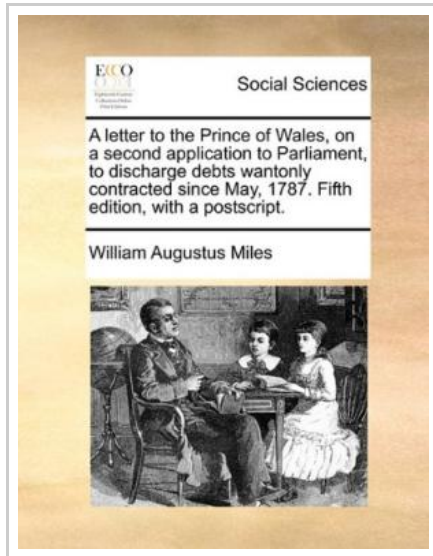 ECCO
Social Sciences
A letter to the Prince of Wales, on
a second application to Parliament,
to discharge debts wantonly
contracted since May, 1787. Fifth
edition, with a postscript.
William Augustus Miles